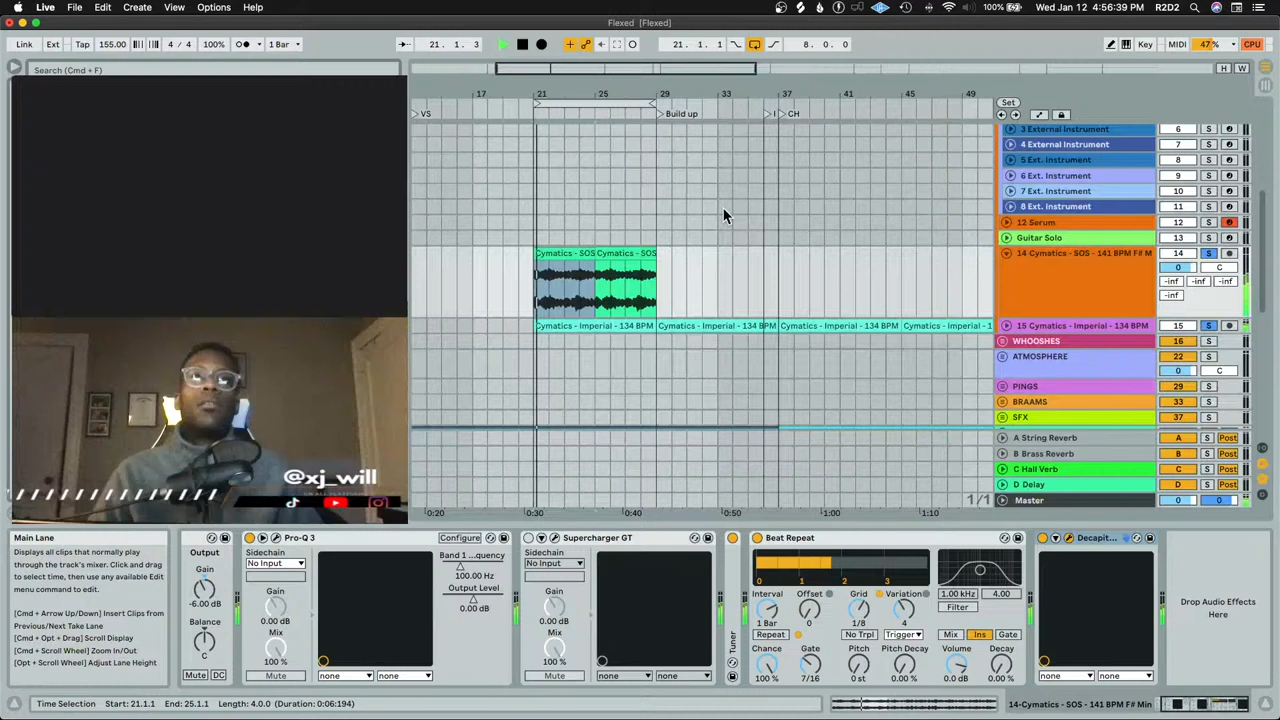 Live File Edit Create View Options Help 100% Wed Jan 12 4:56:39 PM R2D2
Flexed [Flexed]
Link Ext Tap 155.00 4 / 4 100% 1 Bar 21. 1. 3 21. 1. 1 8. 0. 0 Key MIDI 47 % CPU
Search (Cmd + F)
H W
17 21 25 29 33 37 41 45 49 Set
VS Build up CH
3 External Instrument 6 S
4 External Instrument 7 S
5 Ext. Instrument 8 S
6 Ext. Instrument 9 S
7 Ext. Instrument 10 S
8 Ext. Instrument 11 S
12 Serum 12 S
Guitar Solo 13 S
Cymatics - SOS Cymatics - SOS 14 Cymatics - SOS - 141 BPM F# M 14 S
0 C
-inf -inf -inf
-inf
Cymatics - Imperial - 134 BPM Cymatics - Imperial - 134 BPM Cymatics - Imperial - 134 BPM Cymatics - Imperial - 1 15 Cymatics - Imperial - 134 BPM 15 S
WHOOSHES 16 S
ATMOSPHERE 22 S
0 C
PINGS 29 S
BRAAMS 33 S
SFX 37 S
A String Reverb A S Post
B Brass Reverb B S Post
C Hall Verb C S Post
D Delay D S Post
1/1 Master 0 0
@xj_will
0:20 0:30 0:40 0:50 1:00 1:10
Main Lane
Displays all clips that normally play
through the track's mixer. Click and drag
to select time, then use any available Edit
menu command to edit.
[Cmd + Arrow Up/Down] Insert Clips from
Previous/Next Take Lane
[Cmd + Opt + Drag] Scroll Display
[Cmd + Scroll Wheel] Zoom In/Out
[Opt + Scroll Wheel] Adjust Lane Height
Output
Gain
-6.00 dB
Balance
C
Mute DC
Pro-Q 3 Configure
Sidechain
No Input
Gain
0.00 dB
Mix
100 %
Mute
Band 1 ...quency
100.00 Hz
Output Level
0.00 dB
none none
Supercharger GT
Sidechain
No Input
Gain
0.00 dB
Mix
100 %
Mute
none none
Tuner
Beat Repeat
0 1 2 3
Interval Offset Grid Variation
1 Bar 0 1/8 4
Repeat No Trpl Trigger
Chance Gate Pitch Pitch Decay
100 % 7/16 0 st 0.00 %
1.00 kHz 4.00
Filter
Mix Ins Gate
Volume Decay
0.0 dB 0.00 %
Decapit...
none none
Drop Audio Effects
Here
Time Selection Start: 21.1.1 End: 25.1.1 Length: 4.0.0 (Duration: 0:06:194) 14-Cymatics - SOS - 141 BPM F# Min